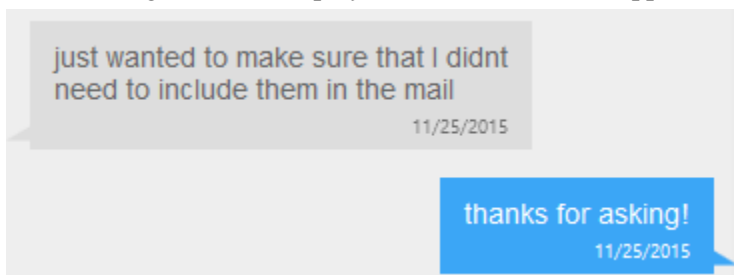 just wanted to make sure that I didnt
need to include them in the mail
11/25/2015
thanks for asking!
11/25/2015